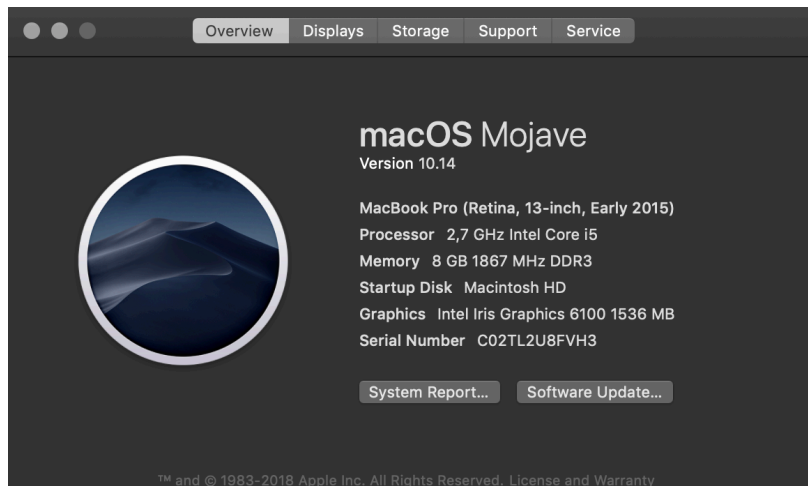 Overview Displays Storage Support Service
macOS Mojave
Version 10.14
MacBook Pro (Retina, 13-inch, Early 2015)
Processor 2,7 GHz Intel Core i5
Memory 8 GB 1867 MHz DDR3
Startup Disk Macintosh HD
Graphics Intel Iris Graphics 6100 1536 MB
Serial Number C02TL2U8FVH3
System Report... Software Update...
™ and © 1983-2018 Apple Inc. All Rights Reserved. License and Warranty